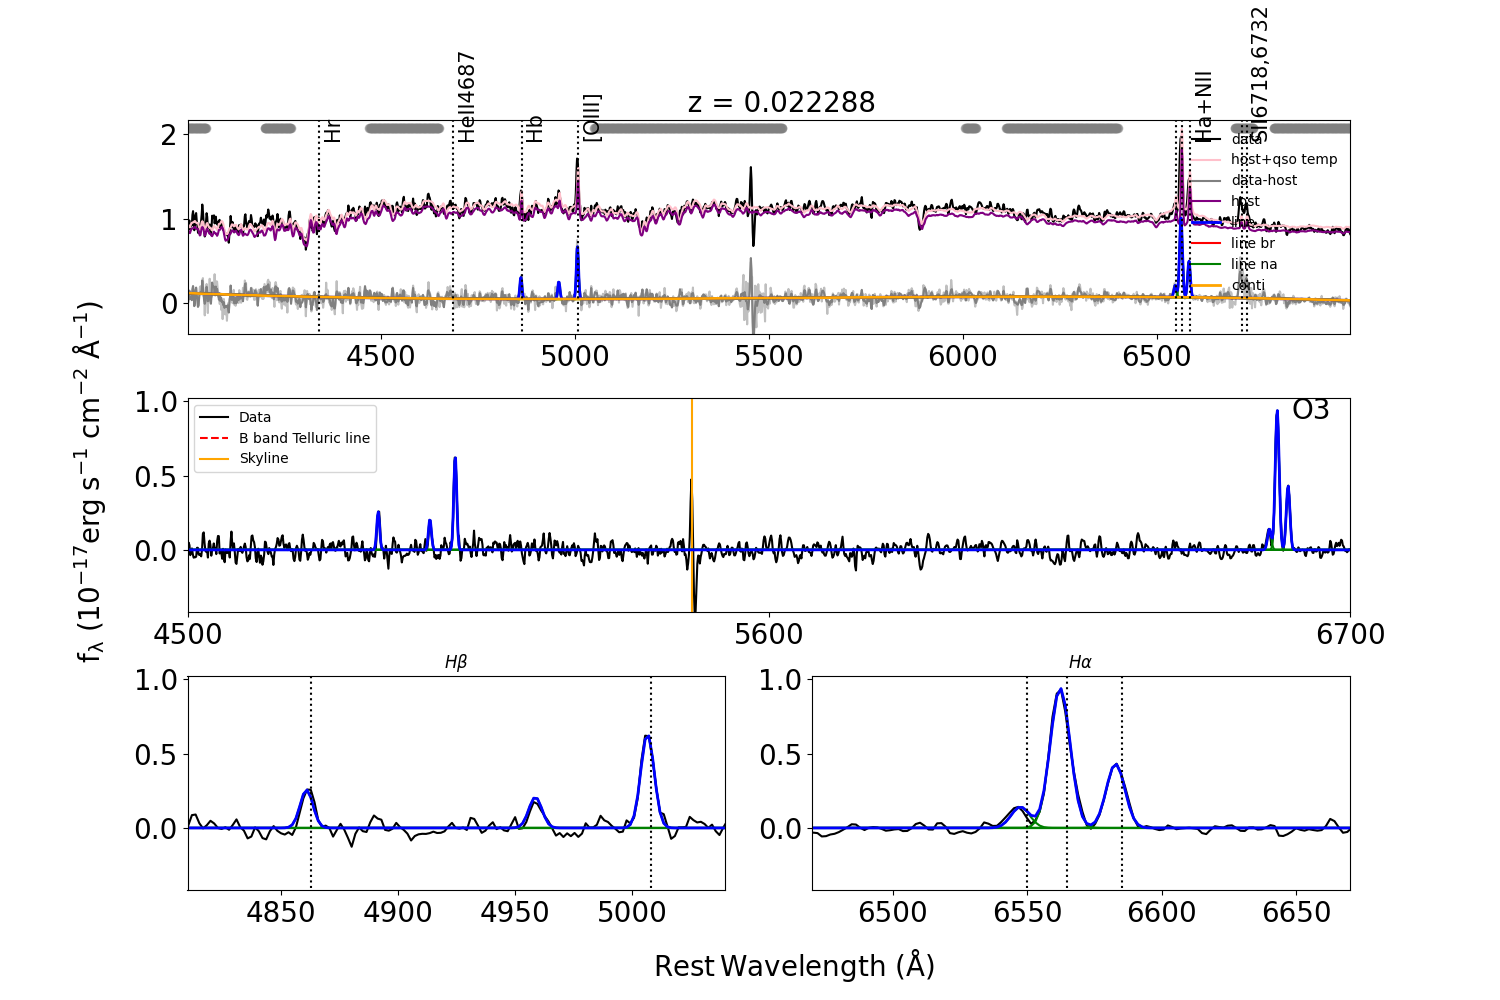 z = 0.022288
Hr
HeII4687
Hb
[OIII]
Ha+NII
SII6718,6732
2
1
0
data
host+qso temp
data-host
host
line
line br
line na
conti
4500
5000
5500
6000
6500
fλ (10−17erg s−1 cm−2 Å−1)
1.0
0.5
0.0
Data
B band Telluric line
Skyline
O3
4500
5600
6700
Hβ
1.0
0.5
0.0
4850
4900
4950
5000
Hα
1.0
0.5
0.0
6500
6550
6600
6650
Rest Wavelength (Å)